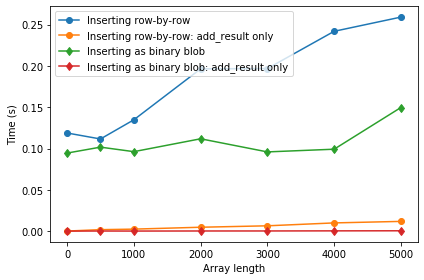 Inserting row-by-row
Inserting row-by-row: add_result only
Inserting as binary blob
Inserting as binary blob: add_result only
0.25
0.20
0.15
0.10
0.05
0.00
Time (s)
0 1000 2000 3000 4000 5000
Array length